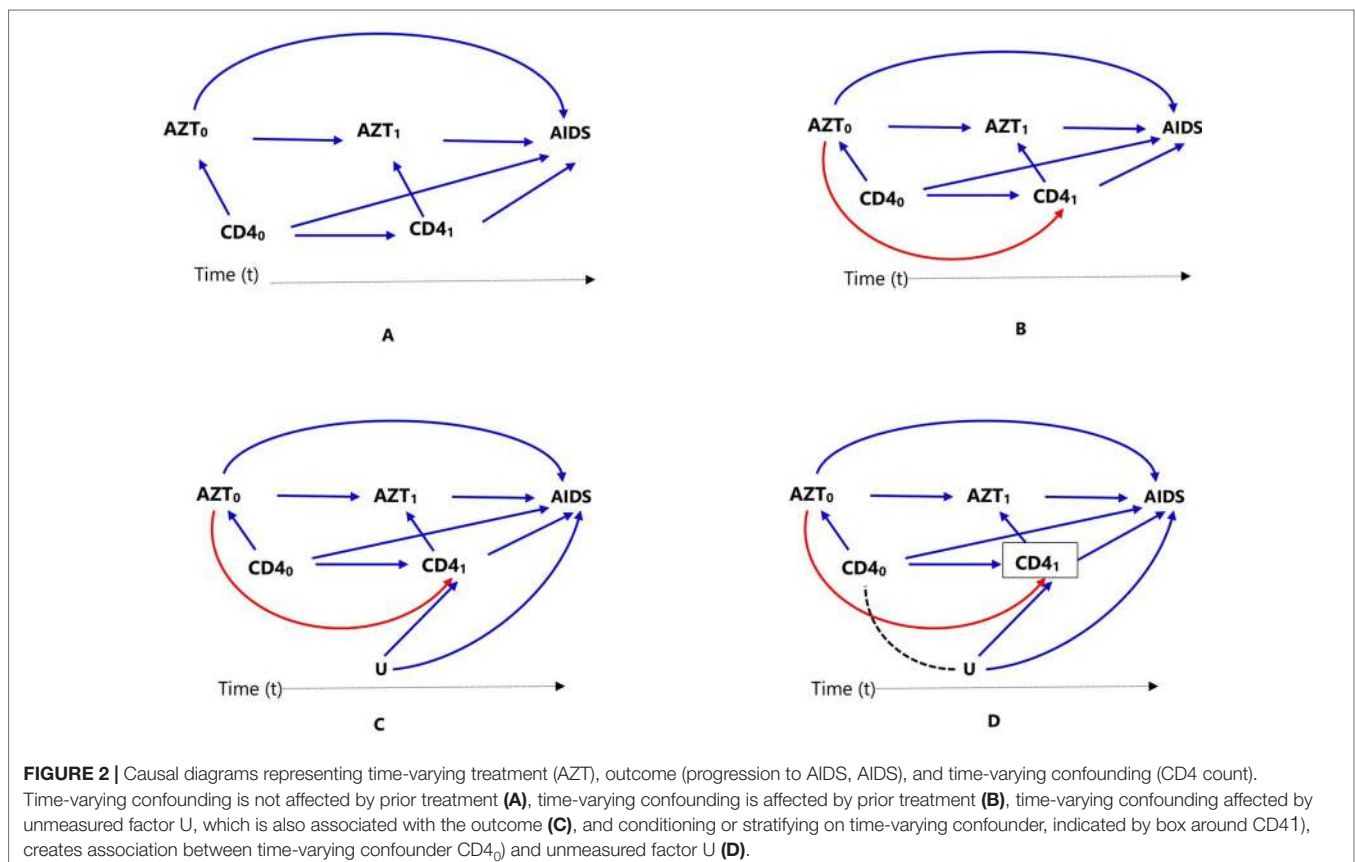 AZT₀ AZT₁ AIDS
CD4₀ CD4₁
Time (t)
A
AZT₀ AZT₁ AIDS
CD4₀ CD4₁
Time (t)
B
AZT₀ AZT₁ AIDS
CD4₀ CD4₁
U
Time (t)
C
AZT₀ AZT₁ AIDS
CD4₀ CD4₁
U
Time (t)
D
FIGURE 2 | Causal diagrams representing time-varying treatment (AZT), outcome (progression to AIDS, AIDS), and time-varying confounding (CD4 count).
Time-varying confounding is not affected by prior treatment (A), time-varying confounding is affected by prior treatment (B), time-varying confounding affected by
unmeasured factor U, which is also associated with the outcome (C), and conditioning or stratifying on time-varying confounder, indicated by box around CD41),
creates association between time-varying confounder CD4₀) and unmeasured factor U (D).